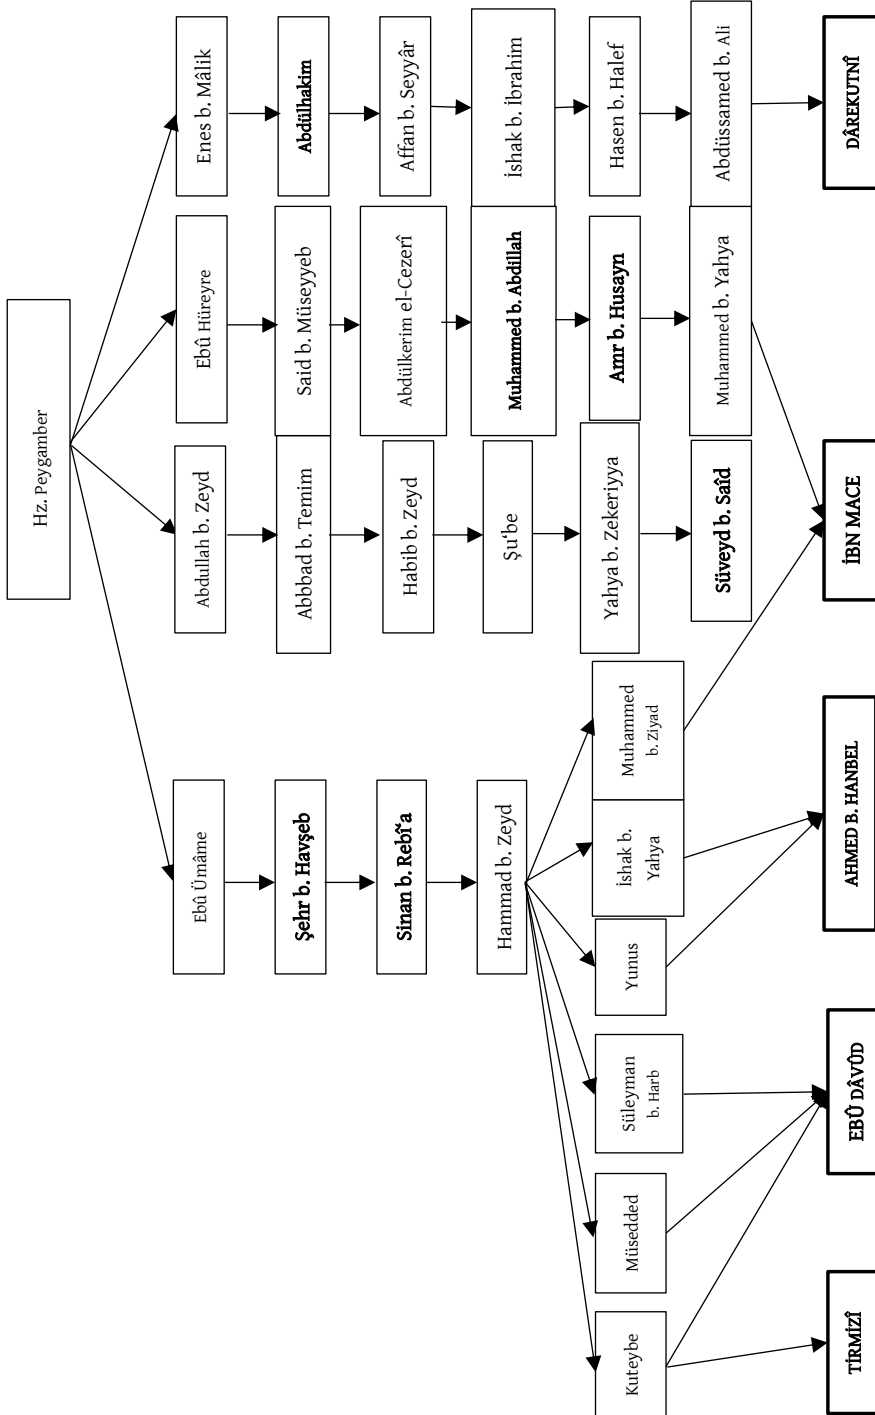 Hz. Peygamber
Ebû Ümâme
Abdullah b. Zeyd
Ebû Hüreyre
Enes b. Mâlik
Şehr b. Havşeb
Abbbad b. Temim
Said b. Müseyyeb
Abdülhakim
Sinan b. Rebî‘a
Habib b. Zeyd
Abdülkerim el-Cezerî
Affan b. Seyyâr
Hammad b. Zeyd
Şu‘be
Muhammed b. Abdillah
İshak b. İbrahim
Kuteybe
Müsedded
Süleyman
b. Harb
Yunus
İshak b.
Yahya
Muhammed
b. Ziyad
Yahya b. Zekeriyya
Amr b. Husayn
Hasen b. Halef
Süveyd b. Saîd
Muhammed b. Yahya
Abdüssamed b. Ali
TİRMİZÎ
EBÛ DÂVÛD
AHMED B. HANBEL
İBN MACE
DÂREKUTNÎ